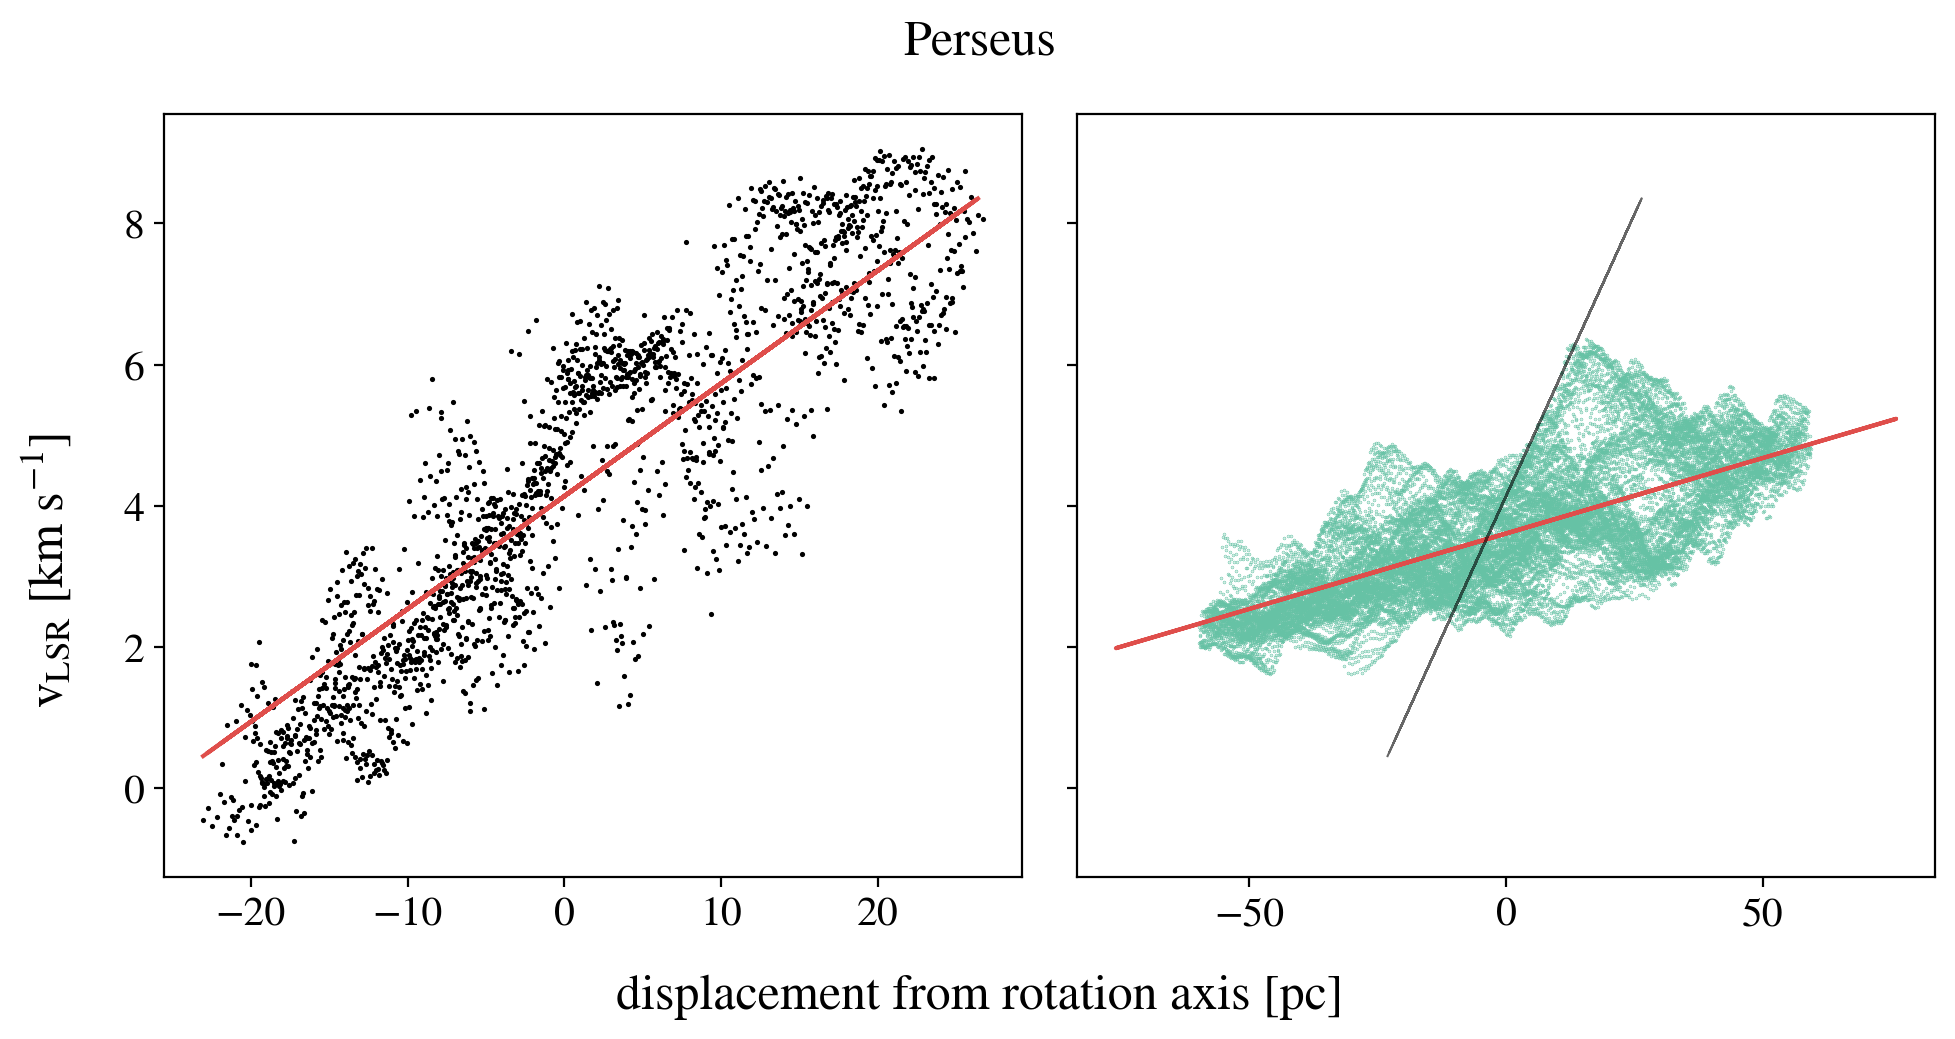 Perseus
v_LSR [km s⁻¹]
8
6
4
2
0
−20 −10 0 10 20
−50 0 50
displacement from rotation axis [pc]